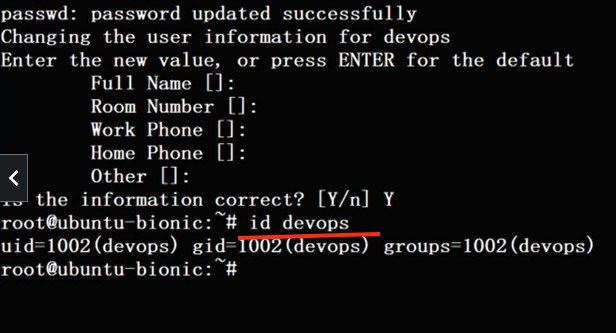 passwd: password updated successfully
Changing the user information for devops
Enter the new value, or press ENTER for the default
Full Name []:
Room Number []:
Work Phone []:
Home Phone []:
Other []:
Is the information correct? [Y/n] Y
root@ubuntu-bionic:~# id devops
uid=1002(devops) gid=1002(devops) groups=1002(devops)
root@ubuntu-bionic:~#